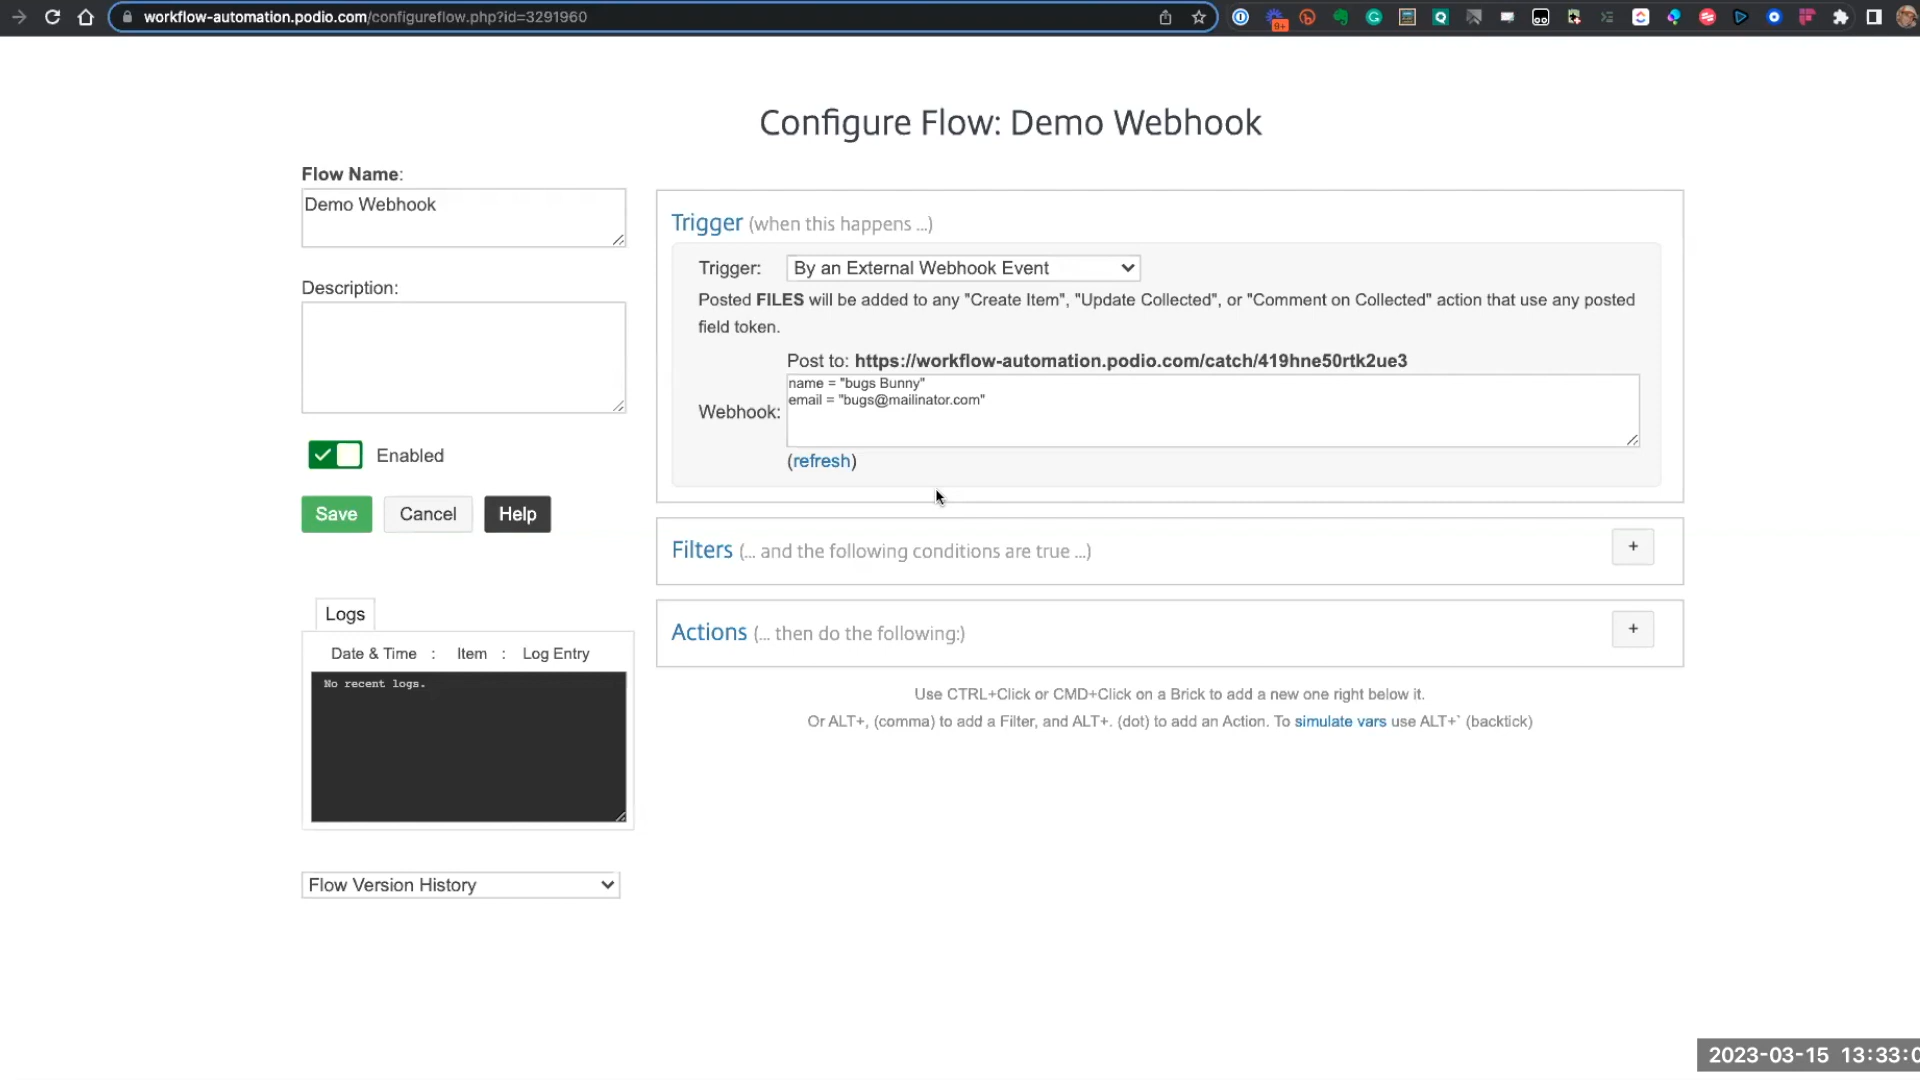 workflow-automation.podio.com/configureflow.php?id=3291960
9+
Configure Flow: Demo Webhook
Flow Name:
Demo Webhook
Description:
Enabled
Save
Cancel
Help
Logs
Date & Time : Item : Log Entry
No recent logs.
Flow Version History
Trigger (when this happens ...)
Trigger:
By an External Webhook Event
Posted FILES will be added to any "Create Item", "Update Collected", or "Comment on Collected" action that use any posted
field token.
Post to: https://workflow-automation.podio.com/catch/419hne50rtk2ue3
Webhook:
name = "bugs Bunny"
email = "bugs@mailinator.com"
(refresh)
Filters (... and the following conditions are true ...)
+
Actions (... then do the following:)
+
Use CTRL+Click or CMD+Click on a Brick to add a new one right below it.
Or ALT+, (comma) to add a Filter, and ALT+. (dot) to add an Action. To simulate vars use ALT+` (backtick)
2023-03-15 13:33:0